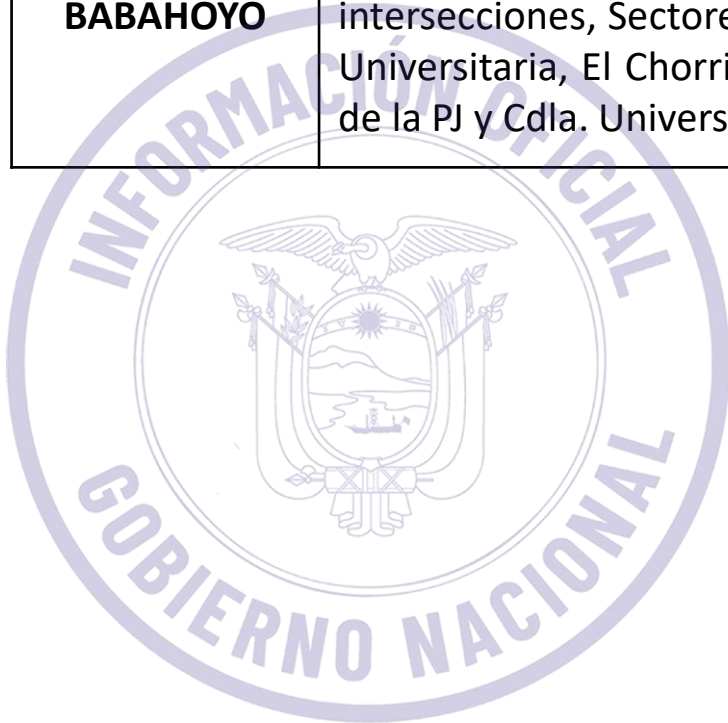 BABAHOYO
intersecciones, Sectore
Universitaria, El Chorri
de la PJ y Cdla. Univers
INFORMACIÓN OFICIAL
GOBIERNO NACIONAL